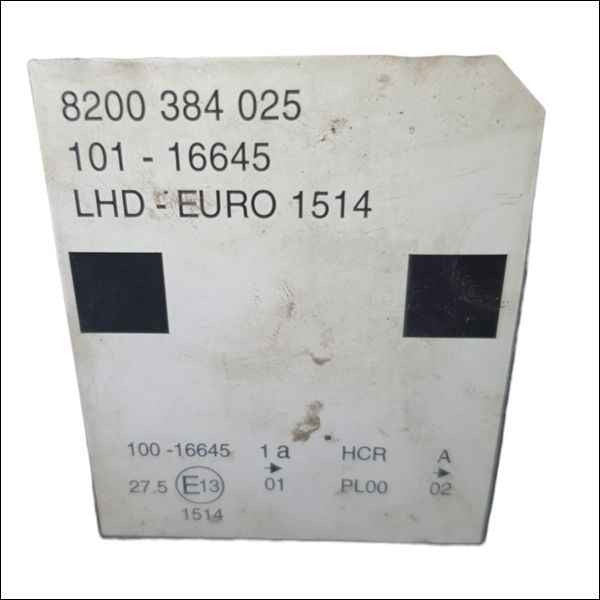 8200 384 025
101 - 16645
LHD - EURO 1514
100 -16645 1 a HCR A
27.5 E13 01 PL00 02
1514